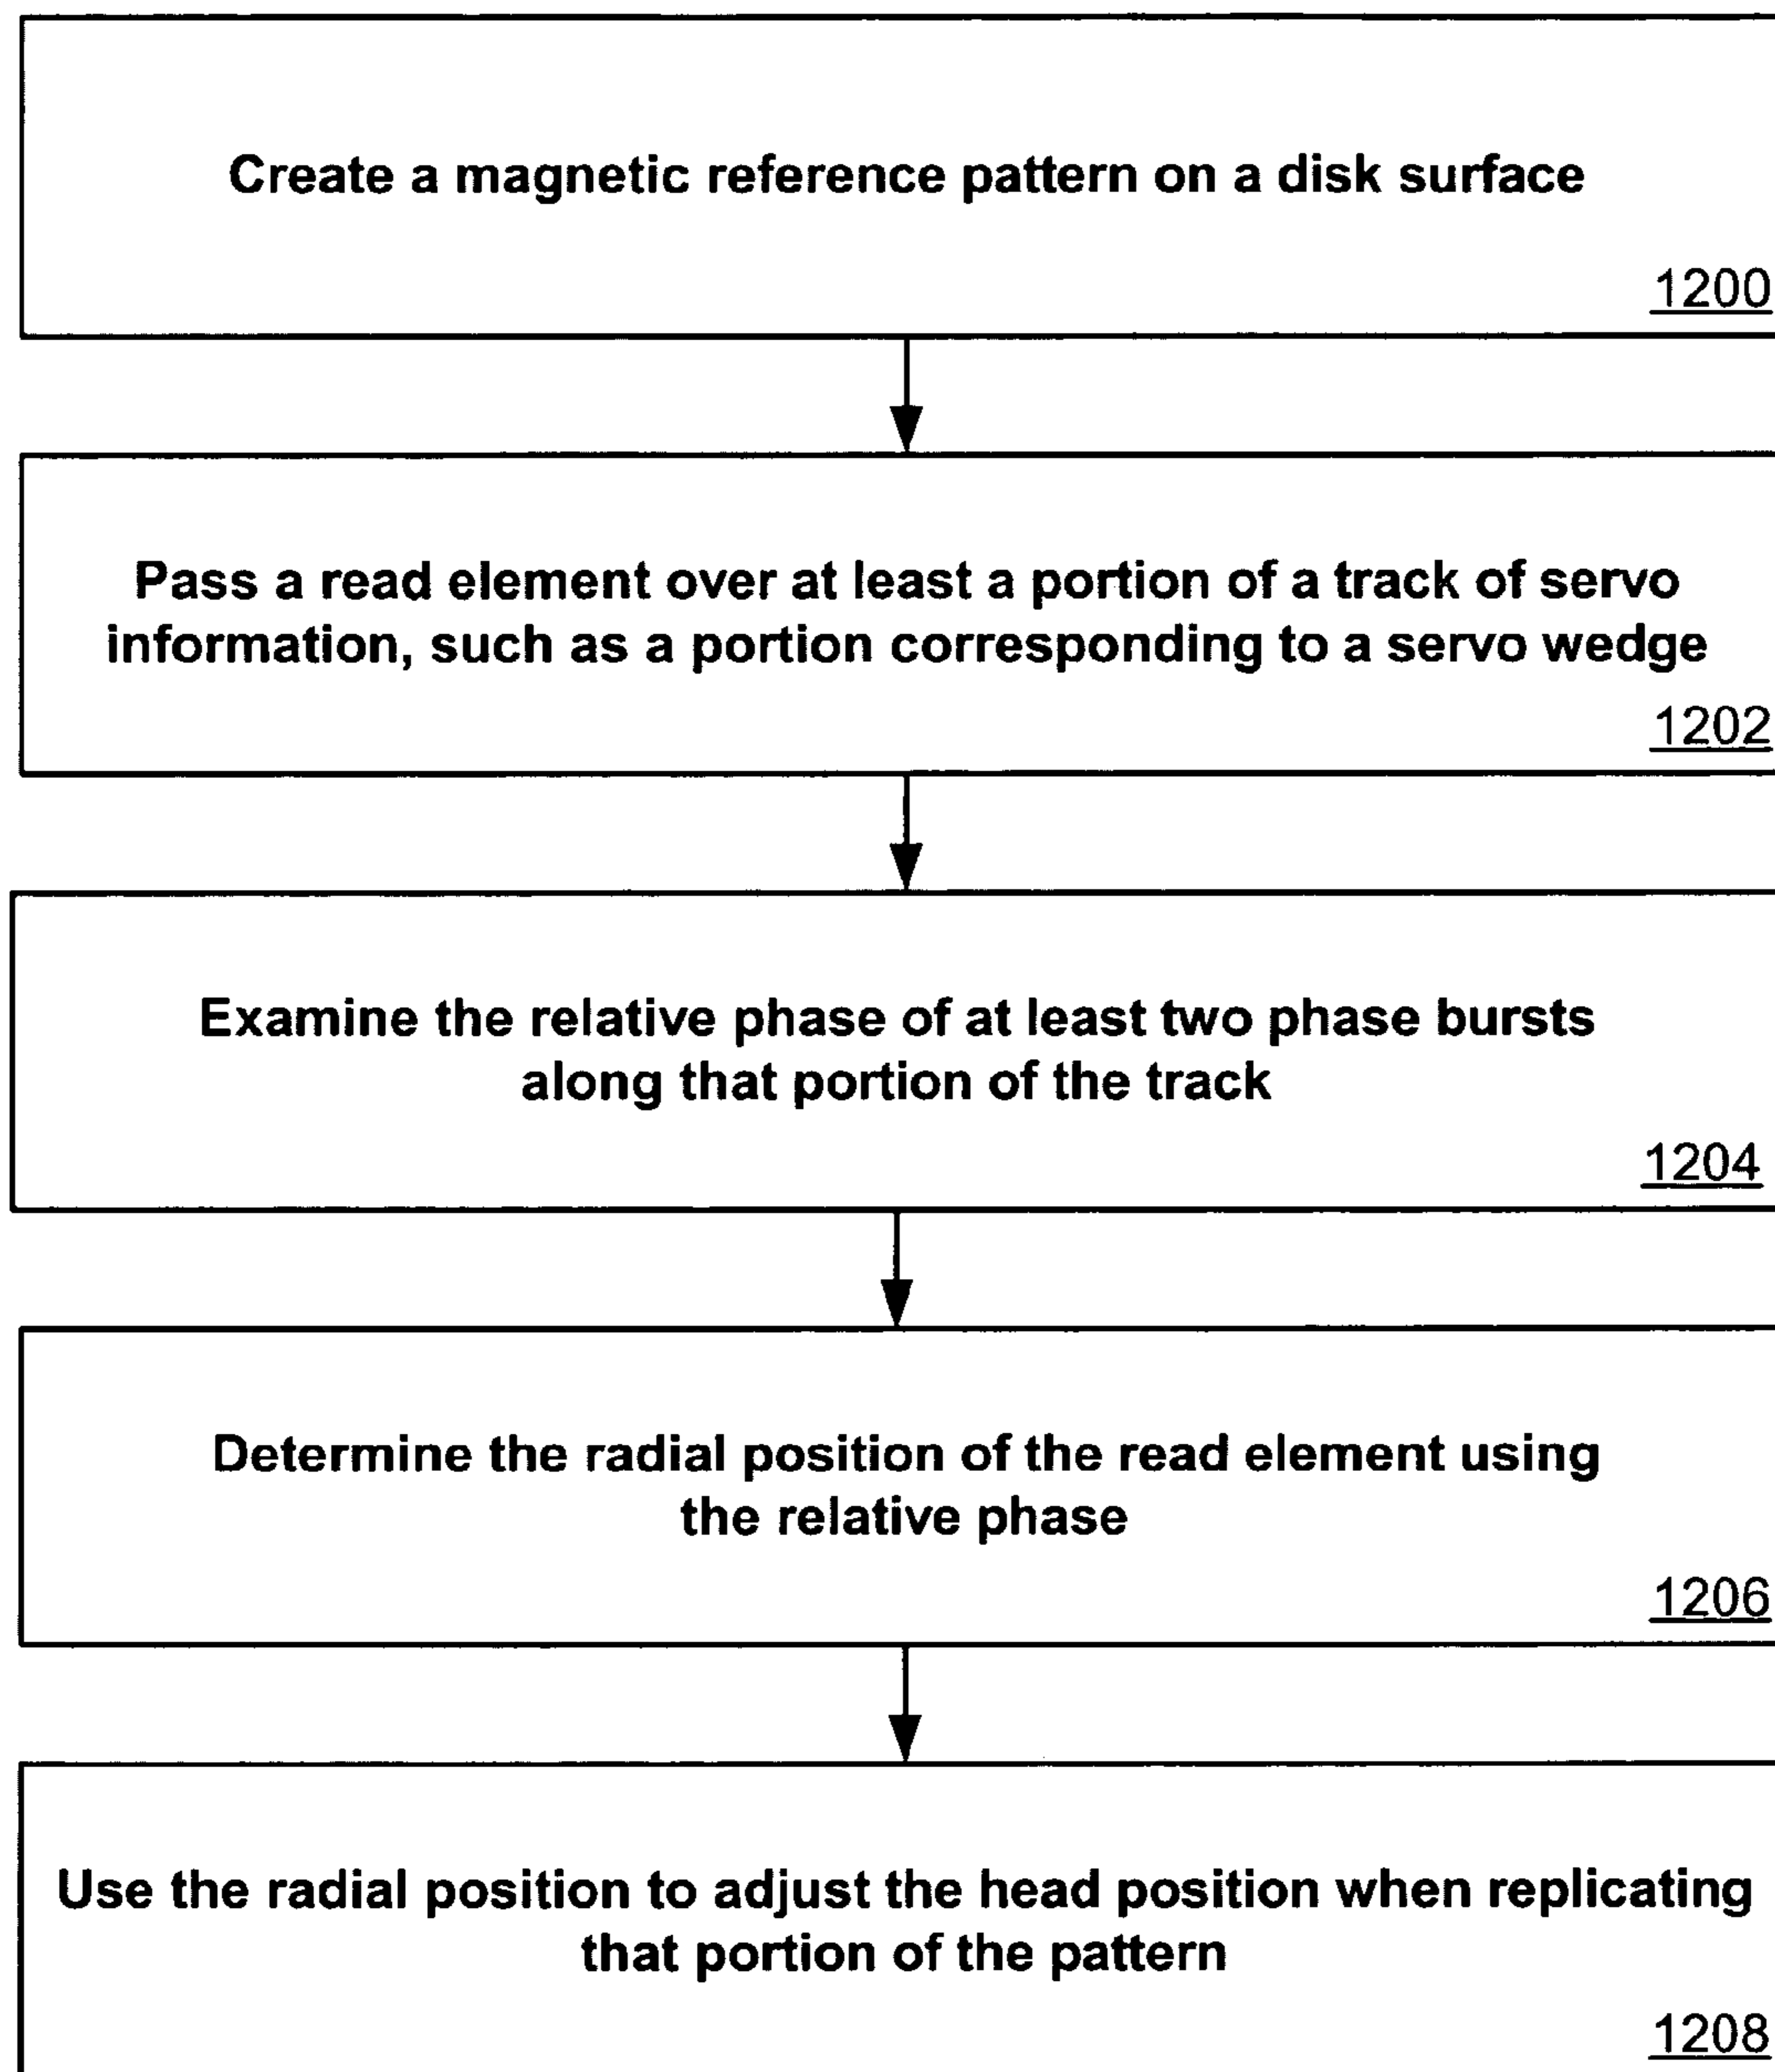 Create a magnetic reference pattern on a disk surface
1200
Pass a read element over at least a portion of a track of servo
information, such as a portion corresponding to a servo wedge
1202
Examine the relative phase of at least two phase bursts
along that portion of the track
1204
Determine the radial position of the read element using
the relative phase
1206
Use the radial position to adjust the head position when replicating
that portion of the pattern
1208